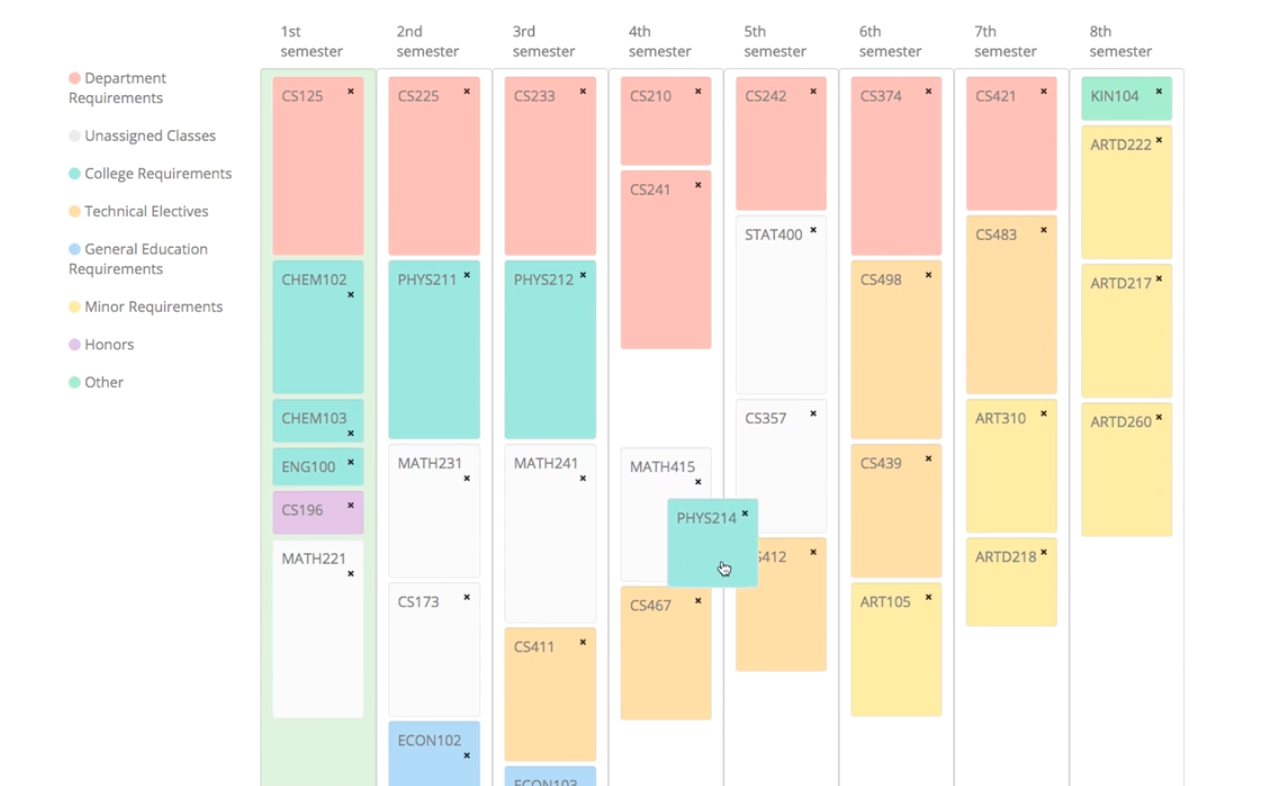 1st
semester
2nd
semester
3rd
semester
4th
semester
5th
semester
6th
semester
7th
semester
8th
semester
Department
Requirements
Unassigned Classes
College Requirements
Technical Electives
General Education
Requirements
Minor Requirements
Honors
Other
CS125
CHEM102
CHEM103
ENG100
CS196
MATH221
CS225
PHYS211
MATH231
CS173
ECON102
CS233
PHYS212
MATH241
CS411
ECON103
CS210
CS241
MATH415
PHYS214
CS467
CS242
STAT400
CS357
S412
CS374
CS498
CS439
ART105
CS421
CS483
ART310
ARTD218
KIN104
ARTD222
ARTD217
ARTD260